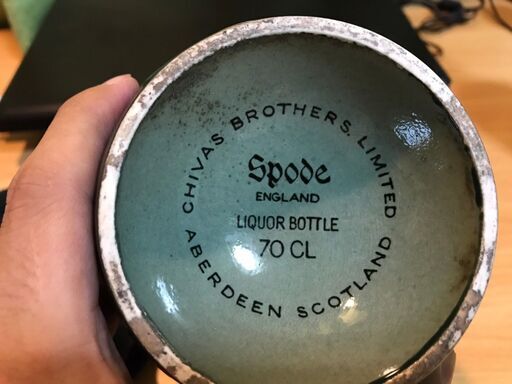 CHIVAS BROTHERS, LIMITED
Spode
ENGLAND
LIQUOR BOTTLE
70 CL
ABERDEEN SCOTLAND